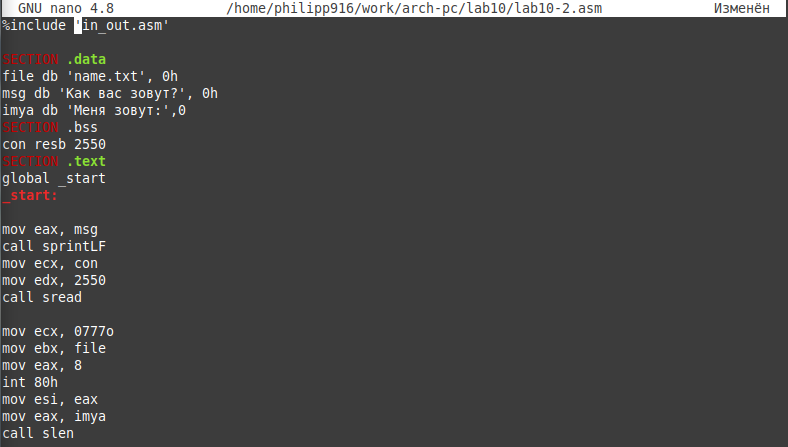 GNU nano 4.8 /home/philipp916/work/arch-pc/lab10/lab10-2.asm Изменён
%include 'in_out.asm'
SECTION .data
file db 'name.txt', 0h
msg db 'Как вас зовут?', 0h
imya db 'Меня зовут:',0
SECTION .bss
con resb 2550
SECTION .text
global _start
_start:
mov eax, msg
call sprintLF
mov ecx, con
mov edx, 2550
call sread
mov ecx, 0777o
mov ebx, file
mov eax, 8
int 80h
mov esi, eax
mov eax, imya
call slen